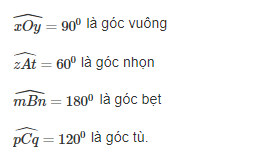 $\widehat{xOy} = 90^0$ là góc vuông
$\widehat{zAt} = 60^0$ là góc nhọn
$\widehat{mBn} = 180^0$ là góc bẹt
$\widehat{pCq} = 120^0$ là góc tù.